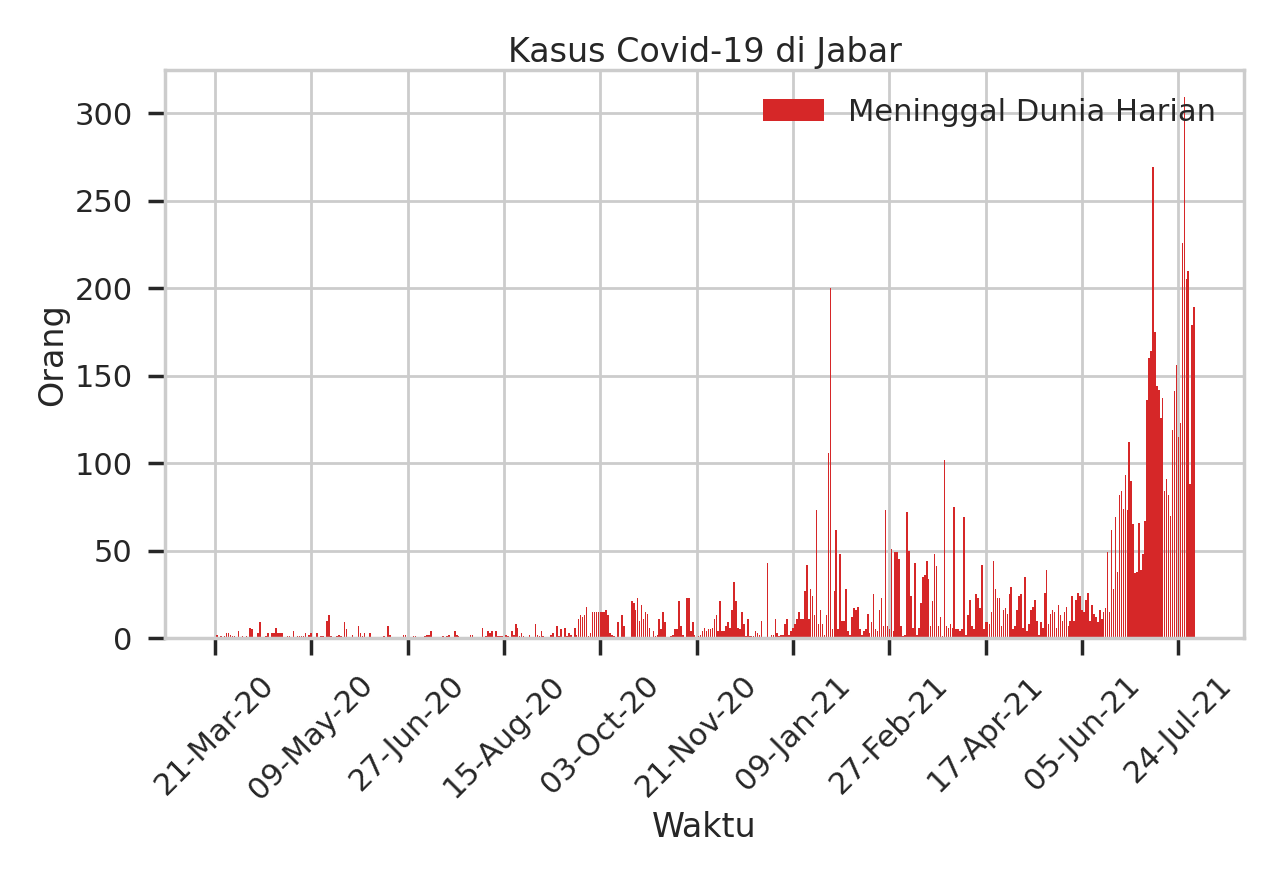 Kasus Covid-19 di Jabar
Meninggal Dunia Harian
300
250
200
150
100
50
0
Orang
21-Mar-20
09-May-20
27-Jun-20
15-Aug-20
03-Oct-20
21-Nov-20
09-Jan-21
27-Feb-21
17-Apr-21
05-Jun-21
24-Jul-21
Waktu